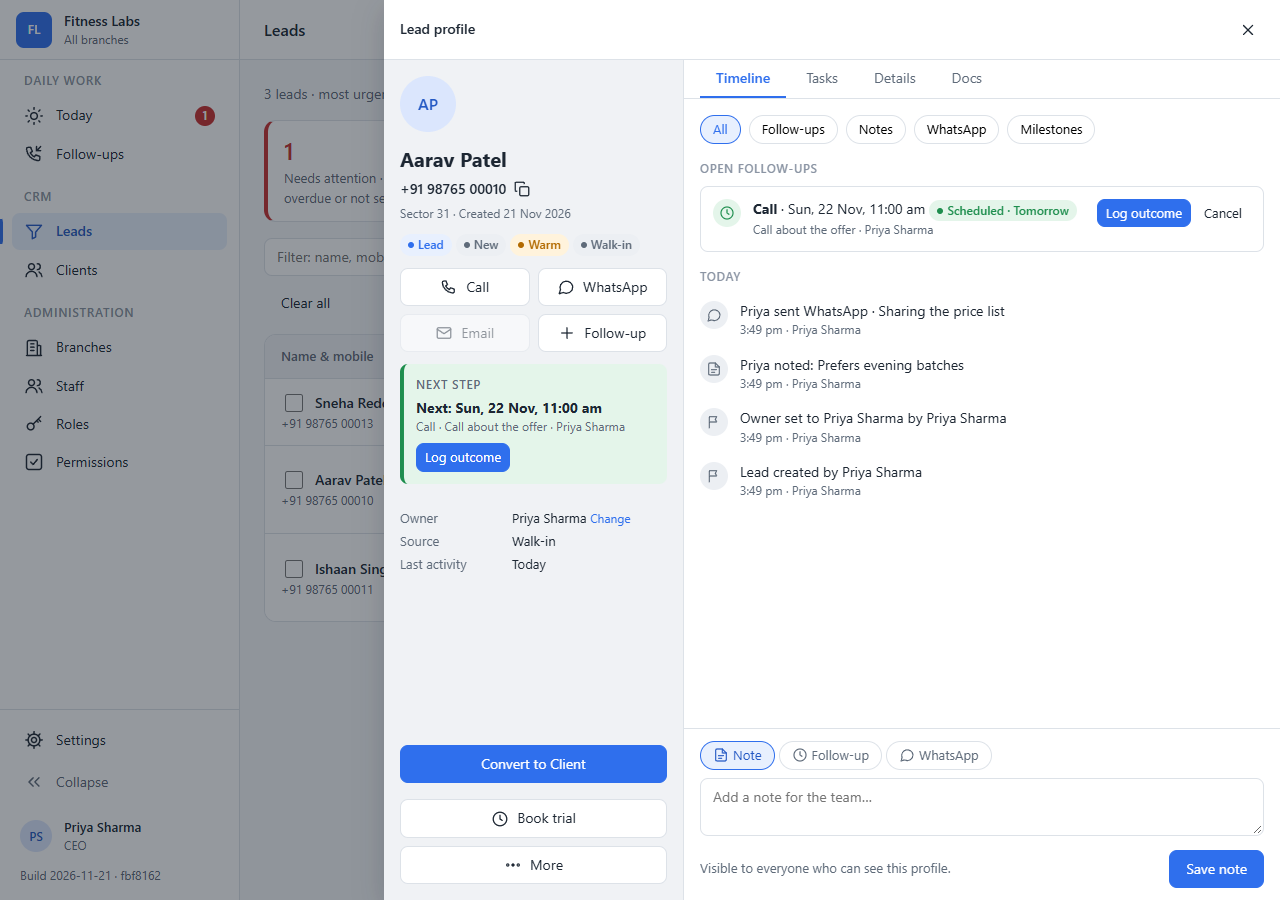 FL
Fitness Labs
All branches
DAILY WORK
Today
1
Follow-ups
CRM
Leads
Clients
ADMINISTRATION
Branches
Staff
Roles
Permissions
Settings
Collapse
PS
Priya Sharma
CEO
Build 2026-11-21 · fbf8162
Leads
3 leads · most
1
Needs attention ·
overdue or not
Filter: name,
Clear all
Name & mobile
Sneha
+91 98765 00013
Aarav
+91 98765 00010
Ishaan
+91 98765 00011
Lead profile
AP
Aarav Patel
+91 98765 00010
Sector 31 · Created 21 Nov 2026
Lead
New
Warm
Walk-in
Call
WhatsApp
Email
Follow-up
NEXT STEP
Next: Sun, 22 Nov, 11:00 am
Call · Call about the offer · Priya Sharma
Log outcome
Owner Priya Sharma Change
Source Walk-in
Last activity Today
Convert to Client
Book trial
More
Timeline Tasks Details Docs
All Follow-ups Notes WhatsApp Milestones
OPEN FOLLOW-UPS
Call · Sun, 22 Nov, 11:00 am Scheduled · Tomorrow
Call about the offer · Priya Sharma
Log outcome
Cancel
TODAY
Priya sent WhatsApp · Sharing the price list
3:49 pm · Priya Sharma
Priya noted: Prefers evening batches
3:49 pm · Priya Sharma
Owner set to Priya Sharma by Priya Sharma
3:49 pm · Priya Sharma
Lead created by Priya Sharma
3:49 pm · Priya Sharma
Note Follow-up WhatsApp
Add a note for the team...
Visible to everyone who can see this profile.
Save note